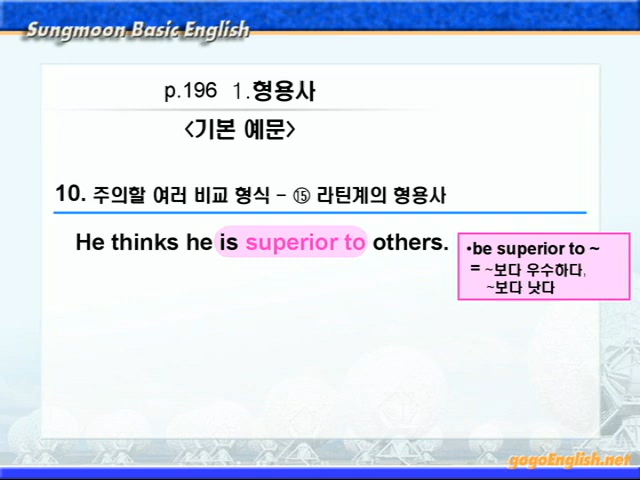 Sungmoon Basic English
p.196 1.형용사
<기본 예문>
10. 주의할 여러 비교 형식 - ⑮ 라틴계의 형용사
He thinks he is superior to others.
•be superior to ~
= ~보다 우수하다,
~보다 낫다
gogoEnglish.net